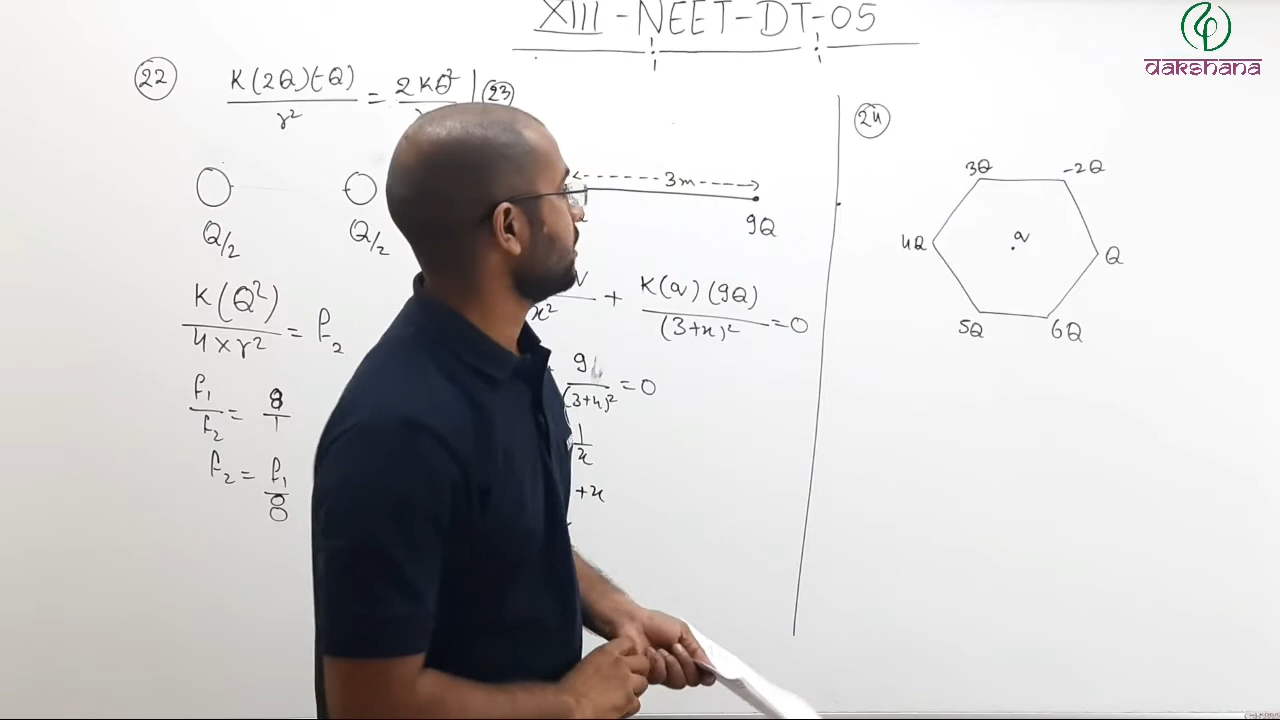 XIII - NEET - DT - 05
dakshana
22
K(2Q)(-Q) / r² = 2KQ²
Q/2
Q/2
K(Q²) / 4×r² = F₂
F₁/F₂ = 8/1
F₂ = F₁/8
23
3m
9Q
x² + K(q)(9Q) / (3+x)² = 0
9 / (3+x)² = 0
1/x
+x
24
3Q
-2Q
4Q
q
Q
5Q
6Q